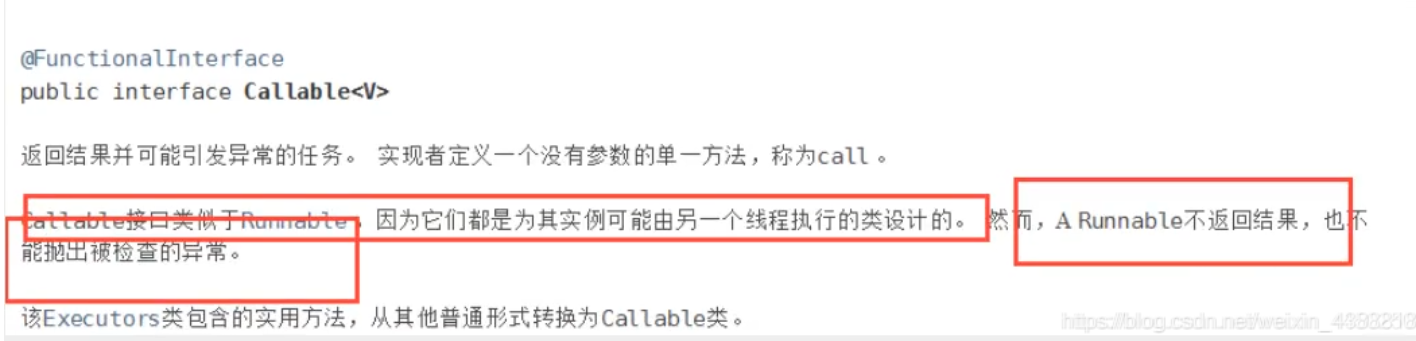 @FunctionalInterface
public interface Callable<V>
返回结果并可能引发异常的任务。 实现者定义一个没有参数的单一方法，称为call 。
Callable接口类似于Runnable ，因为它们都是为其实例可能由另一个线程执行的类设计的。 然而，A Runnable不返回结果，也不
能抛出被检查的异常。
该Executors类包含的实用方法，从其他普通形式转换为Callable类。